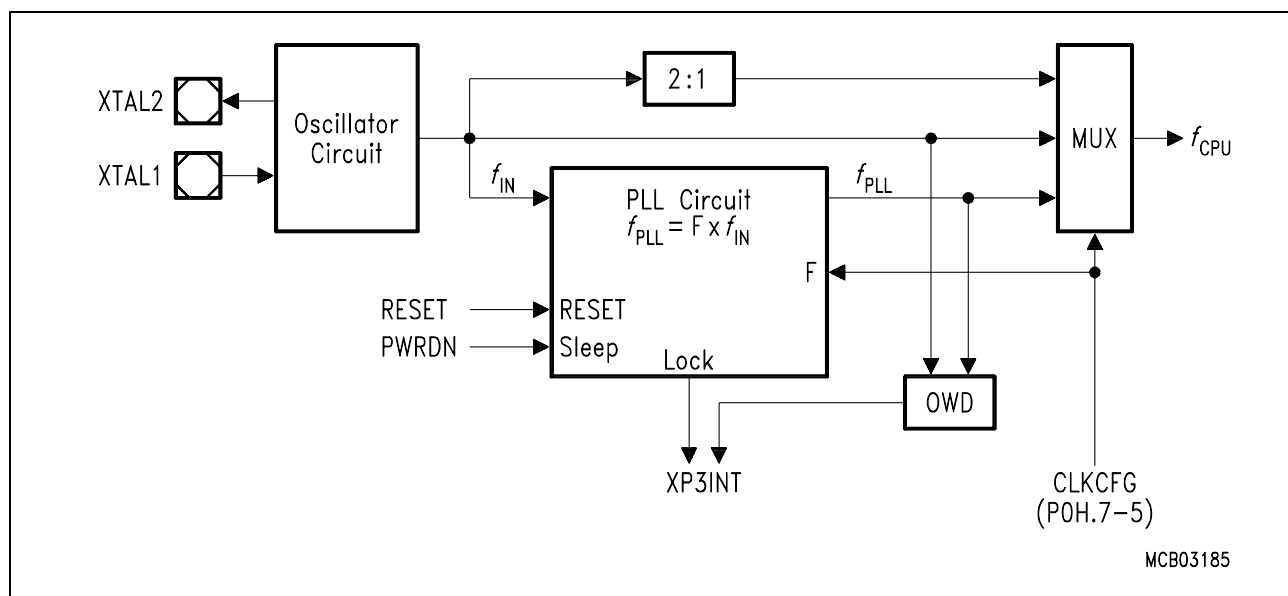 XTAL2
XTAL1
Oscillator
Circuit
2:1
MUX
fCPU
fIN
PLL Circuit
fPLL = F x fIN
fPLL
F
RESET
RESET
PWRDN
Sleep
Lock
OWD
XP3INT
CLKCFG
(P0H.7-5)
MCB03185